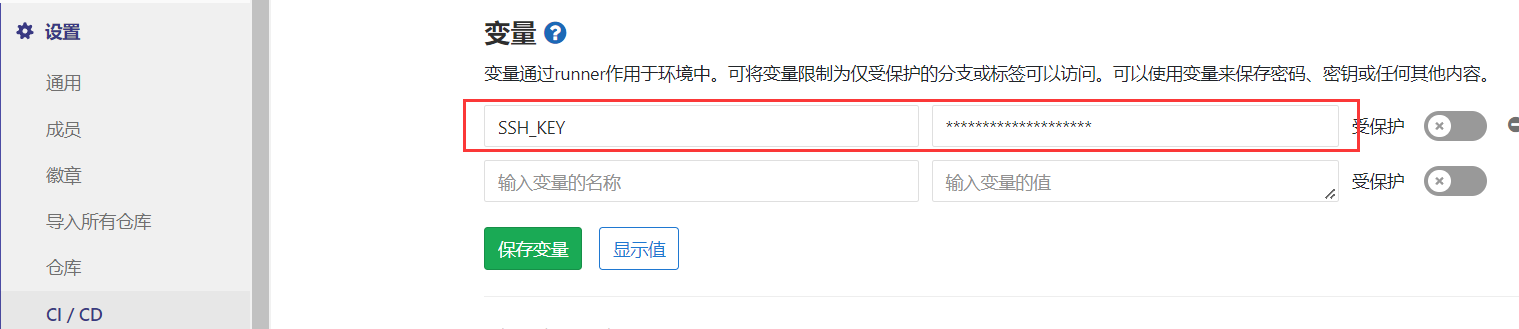 设置
通用
成员
徽章
导入所有仓库
仓库
CI / CD
变量 ?
变量通过runner作用于环境中。可将变量限制为仅受保护的分支或标签可以访问。可以使用变量来保存密码、密钥或任何其他内容。
SSH_KEY ******************** 受保护
输入变量的名称 输入变量的值 受保护
保存变量 显示值